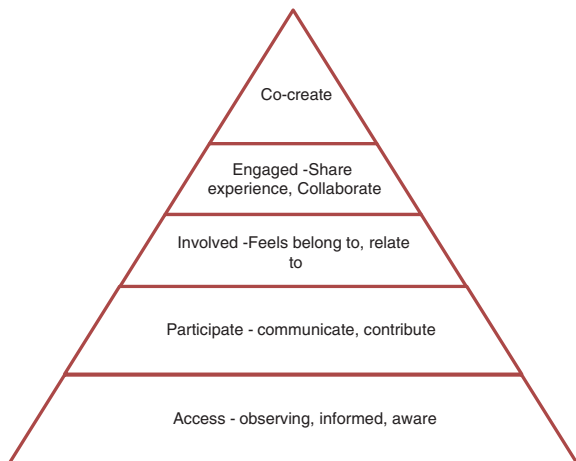 Co-create
Engaged -Share
experience, Collaborate
Involved -Feels belong to, relate
to
Participate - communicate, contribute
Access - observing, informed, aware